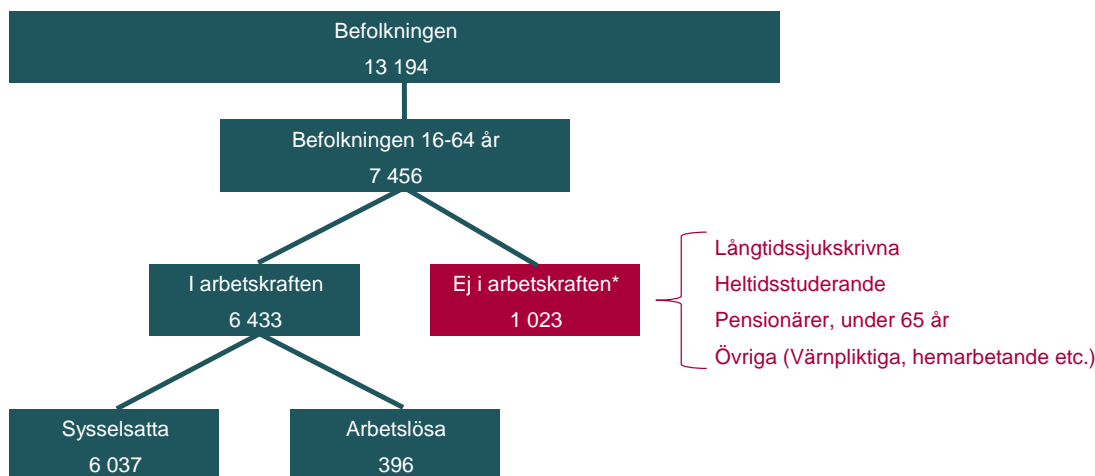 Befolkningen
13 194
Befolkningen 16-64 år
7 456
I arbetskraften
6 433
Ej i arbetskraften*
1 023
Långtidssjukskrivna
Heltidsstuderande
Pensionärer, under 65 år
Övriga (Värnpliktiga, hemarbetande etc.)
Sysselsatta
6 037
Arbetslösa
396